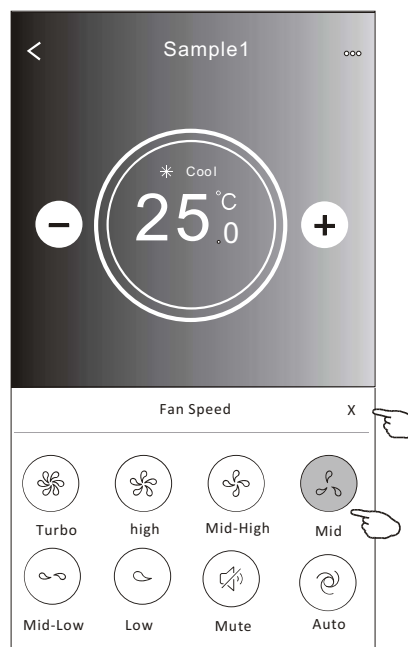 Sample1
Cool
25.0°C
Fan Speed X
Turbo high Mid-High Mid
Mid-Low Low Mute Auto